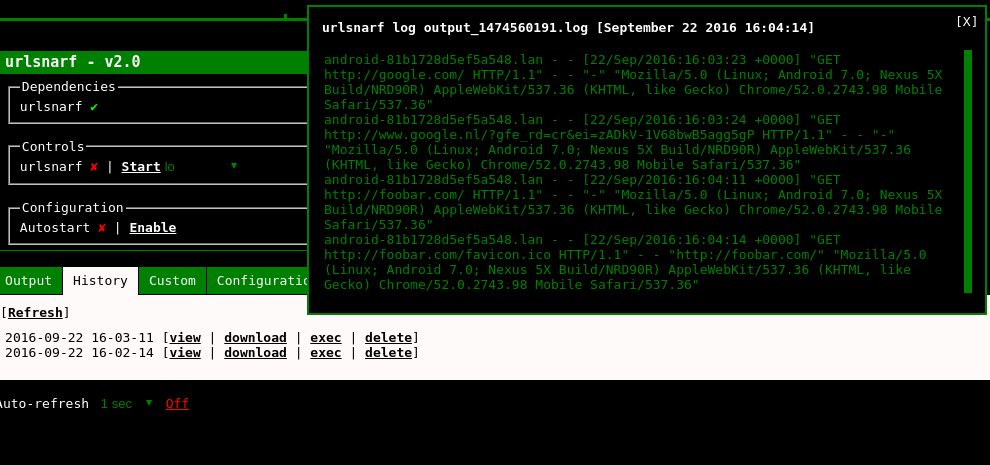 urlsnarf - v2.0
Dependencies
urlsnarf ✔
Controls
urlsnarf ✘ | Start lo ▼
Configuration
Autostart ✘ | Enable
Output History Custom Configuratio
[Refresh]
2016-09-22 16-03-11 [view | download | exec | delete]
2016-09-22 16-02-14 [view | download | exec | delete]
Auto-refresh 1 sec ▼ Off
[X]
urlsnarf log output_1474560191.log [September 22 2016 16:04:14]
android-81b1728d5ef5a548.lan - - [22/Sep/2016:16:03:23 +0000] "GET
http://google.com/ HTTP/1.1" - - "-" "Mozilla/5.0 (Linux; Android 7.0; Nexus 5X
Build/NRD90R) AppleWebKit/537.36 (KHTML, like Gecko) Chrome/52.0.2743.98 Mobile
Safari/537.36"
android-81b1728d5ef5a548.lan - - [22/Sep/2016:16:03:24 +0000] "GET
http://www.google.nl/?gfe_rd=cr&ei=zADkV-1V68bwB5agg5gP HTTP/1.1" - - "-"
"Mozilla/5.0 (Linux; Android 7.0; Nexus 5X Build/NRD90R) AppleWebKit/537.36
(KHTML, like Gecko) Chrome/52.0.2743.98 Mobile Safari/537.36"
android-81b1728d5ef5a548.lan - - [22/Sep/2016:16:04:11 +0000] "GET
http://foobar.com/ HTTP/1.1" - - "-" "Mozilla/5.0 (Linux; Android 7.0; Nexus 5X
Build/NRD90R) AppleWebKit/537.36 (KHTML, like Gecko) Chrome/52.0.2743.98 Mobile
Safari/537.36"
android-81b1728d5ef5a548.lan - - [22/Sep/2016:16:04:14 +0000] "GET
http://foobar.com/favicon.ico HTTP/1.1" - - "http://foobar.com/" "Mozilla/5.0
(Linux; Android 7.0; Nexus 5X Build/NRD90R) AppleWebKit/537.36 (KHTML, like
Gecko) Chrome/52.0.2743.98 Mobile Safari/537.36"